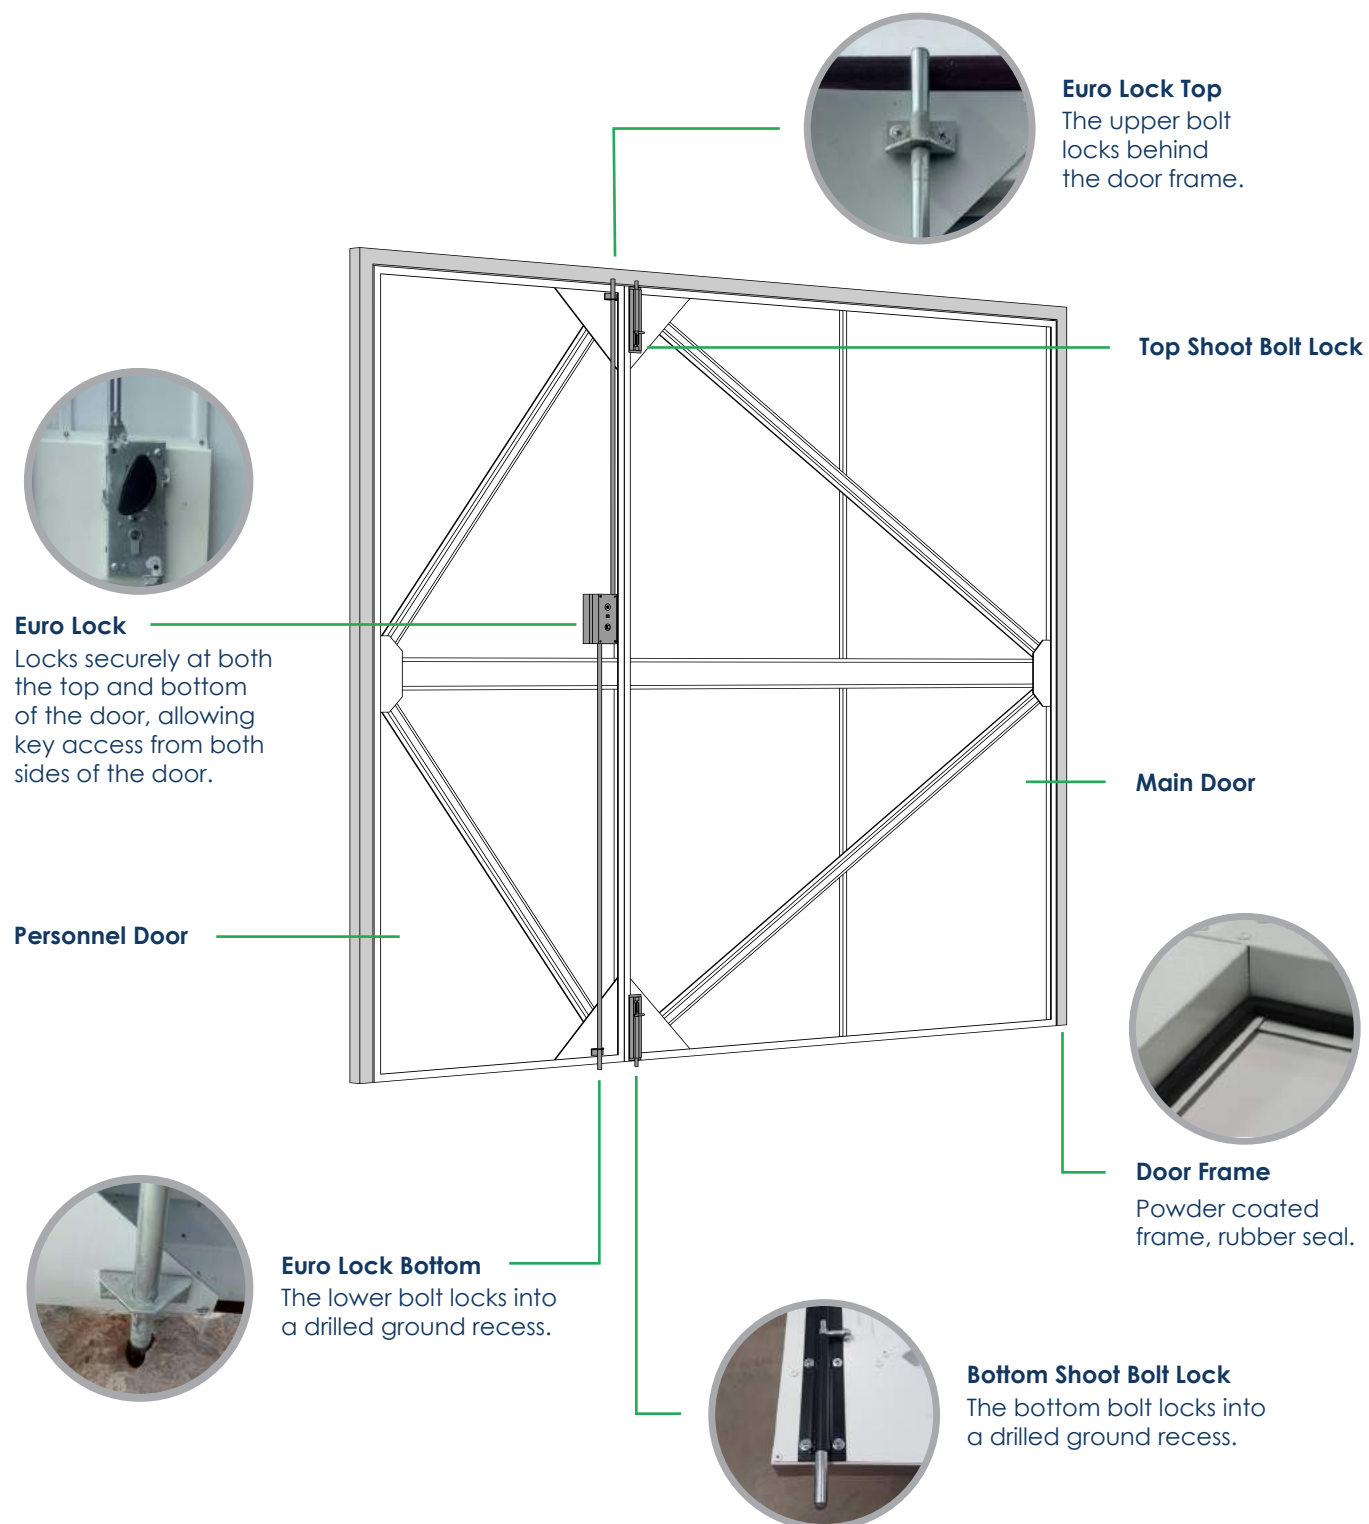 Euro Lock Top
The upper bolt
locks behind
the door frame.
Top Shoot Bolt Lock
Euro Lock
Locks securely at both
the top and bottom
of the door, allowing
key access from both
sides of the door.
Main Door
Personnel Door
Door Frame
Powder coated
frame, rubber seal.
Euro Lock Bottom
The lower bolt locks into
a drilled ground recess.
Bottom Shoot Bolt Lock
The bottom bolt locks into
a drilled ground recess.